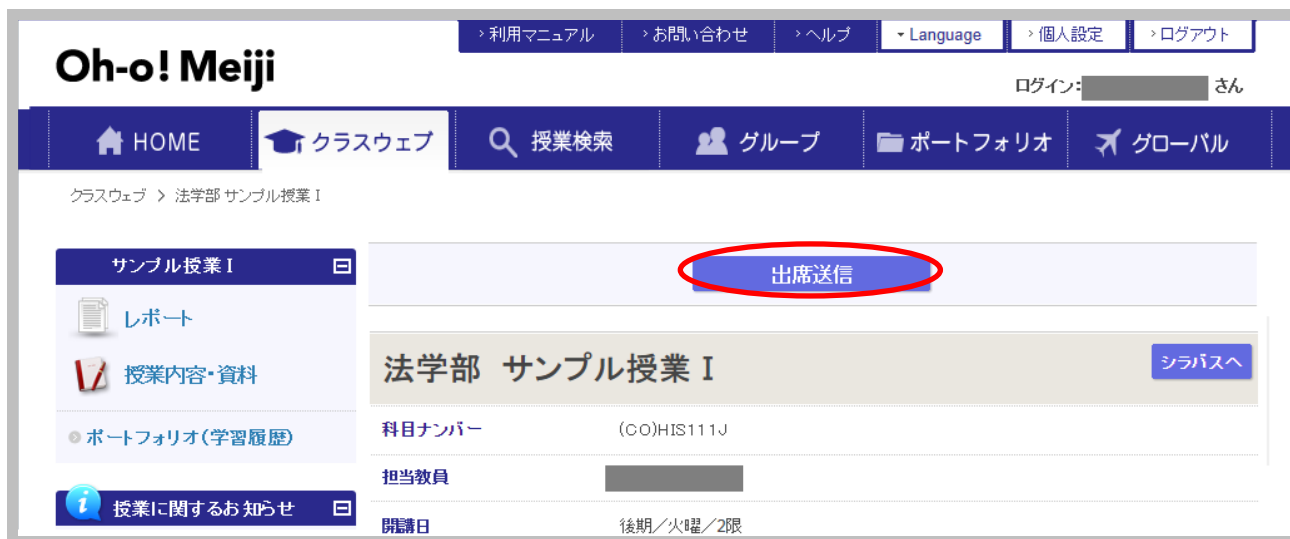 ›利用マニュアル ›お問い合わせ ›ヘルプ Language ›個人設定 ›ログアウト
Oh-o! Meiji
ログイン: さん
HOME クラスウェブ 授業検索 グループ ポートフォリオ グローバル
クラスウェブ > 法学部 サンプル授業Ⅰ
サンプル授業Ⅰ
出席送信
レポート
法学部 サンプル授業Ⅰ シラバスへ
授業内容・資料
科目ナンバー (CO)HIS111J
ポートフォリオ(学習履歴)
担当教員
授業に関するお知らせ
開講日 後期/火曜/2限